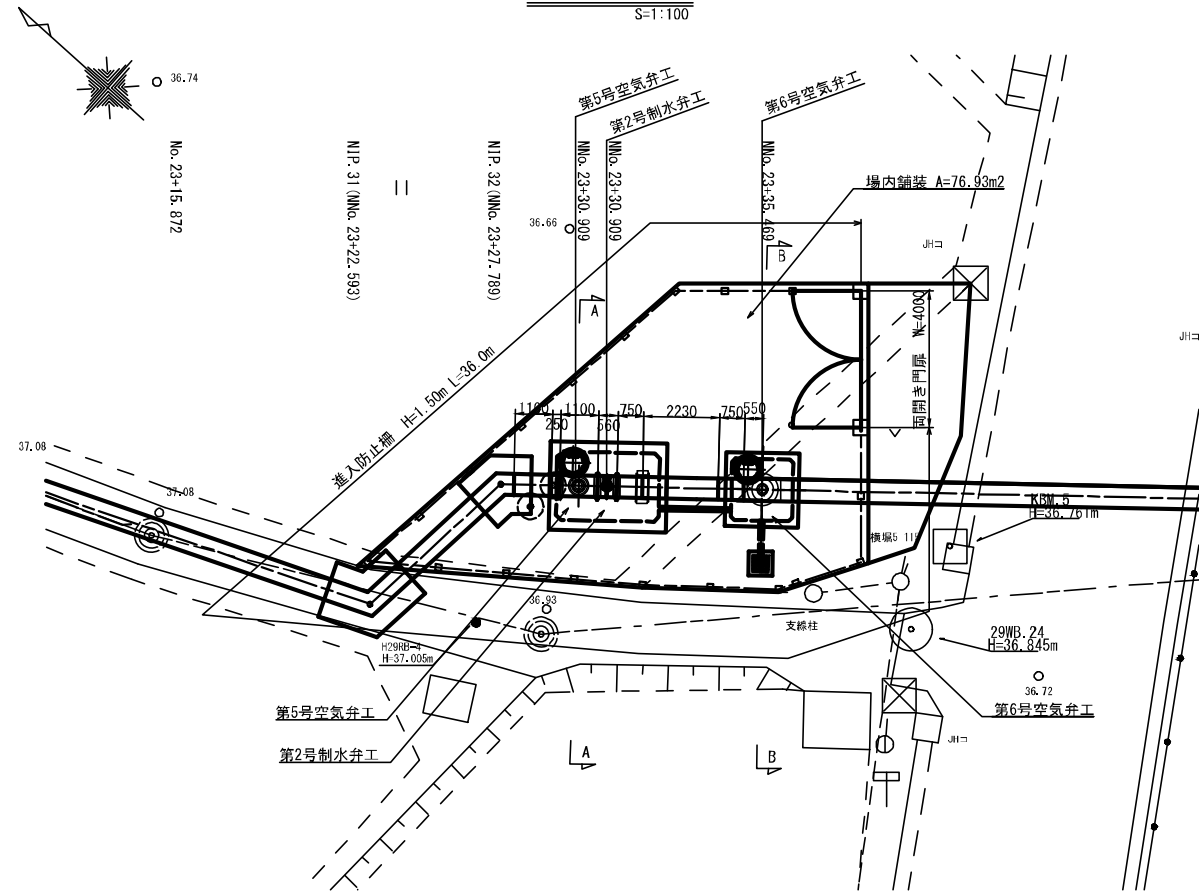 S=1:100
36.74
第5号空気弁工
第2号制水弁工
第6号空気弁工
No. 23+15.872
NIP. 31 (NNo. 23+22.593)
NIP. 32 (NNo. 23+27.789)
NNo. 23+30.909
NNo. 23+30.909
NNo. 23+35.469
場内舗装 A=76.93m2
36.66
B
JHコ
A
両開き門扉 W=4000
JHコ
進入防止柵 H=1.50m L=36.0m
1100
250
1100
560
750
2230
750
550
37.08
37.08
KBM.5
H=36.761m
横堀5
36.93
支線柱
H29RB-4
H=37.005m
29WB.24
H=36.845m
36.72
第5号空気弁工
第6号空気弁工
第2号制水弁工
A
B
JHコ